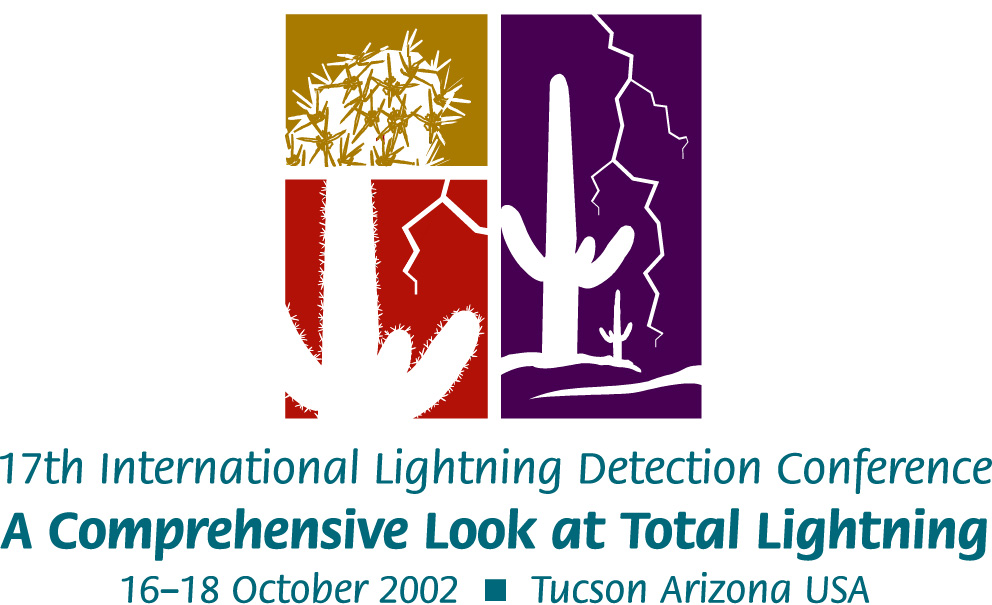 17th International Lightning Detection Conference
A Comprehensive Look at Total Lightning
16–18 October 2002 ■ Tucson Arizona USA